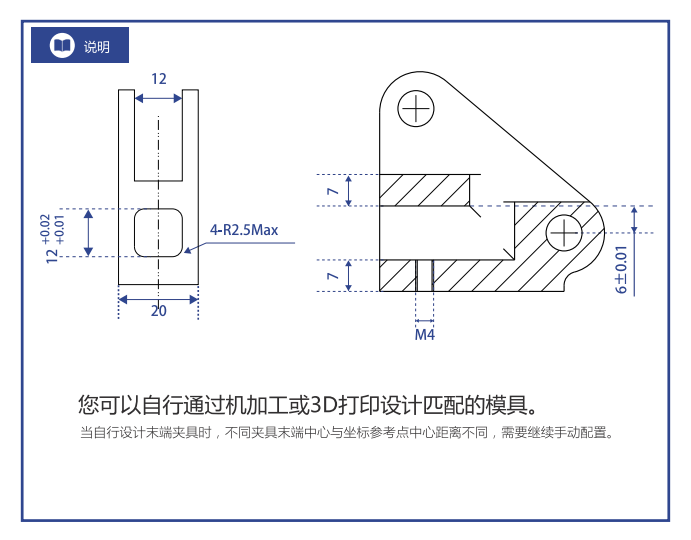 说明
12
12 +0.02 +0.01
4-R2.5Max
20
7
7
M4
6±0.01
您可以自行通过机加工或3D打印设计匹配的模具。
当自行设计末端夹具时，不同夹具末端中心与坐标参考点中心距离不同，需要继续手动配置。